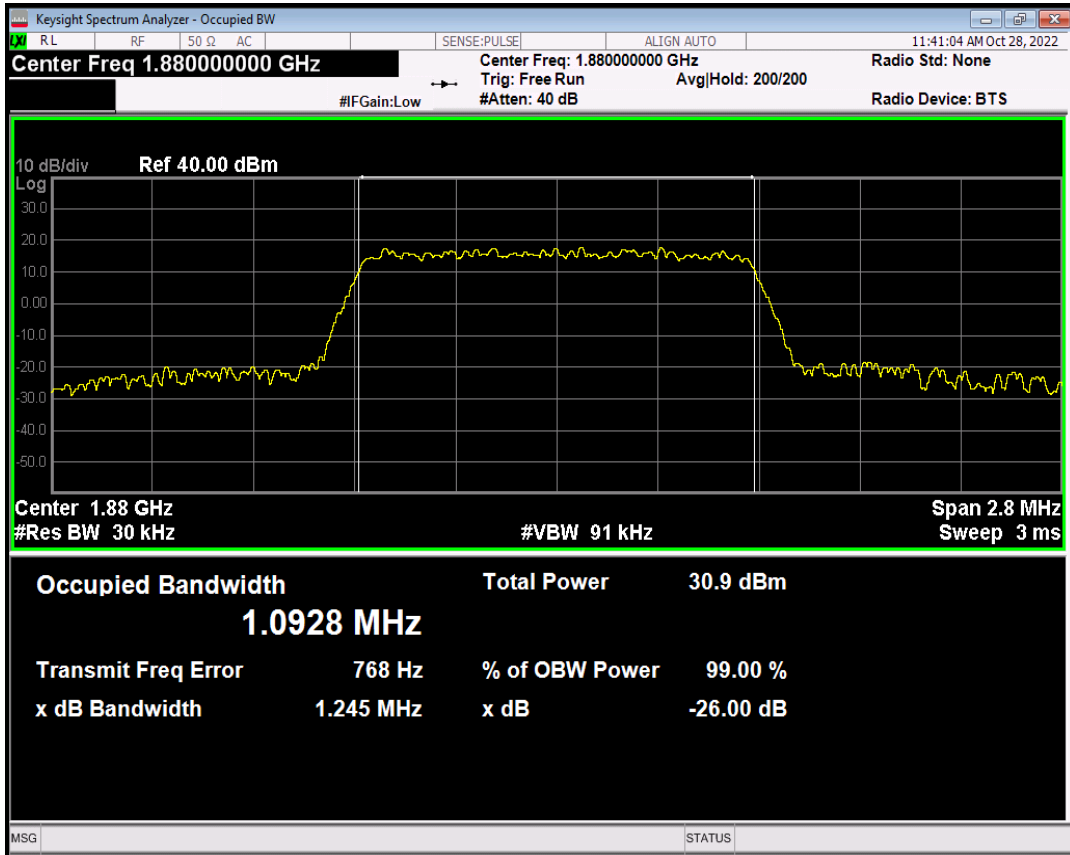 Keysight Spectrum Analyzer - Occupied BW
LXI RL RF 50 Ω AC SENSE:PULSE ALIGN AUTO 11:41:04 AM Oct 28, 2022
Center Freq 1.880000000 GHz Center Freq: 1.880000000 GHz Radio Std: None
Trig: Free Run Avg|Hold: 200/200
#IFGain:Low #Atten: 40 dB Radio Device: BTS
10 dB/div Ref 40.00 dBm
Log
30.0
20.0
10.0
0.00
-10.0
-20.0
-30.0
-40.0
-50.0
Center 1.88 GHz Span 2.8 MHz
#Res BW 30 kHz #VBW 91 kHz Sweep 3 ms
Occupied Bandwidth Total Power 30.9 dBm
1.0928 MHz
Transmit Freq Error 768 Hz % of OBW Power 99.00 %
x dB Bandwidth 1.245 MHz x dB -26.00 dB
MSG STATUS